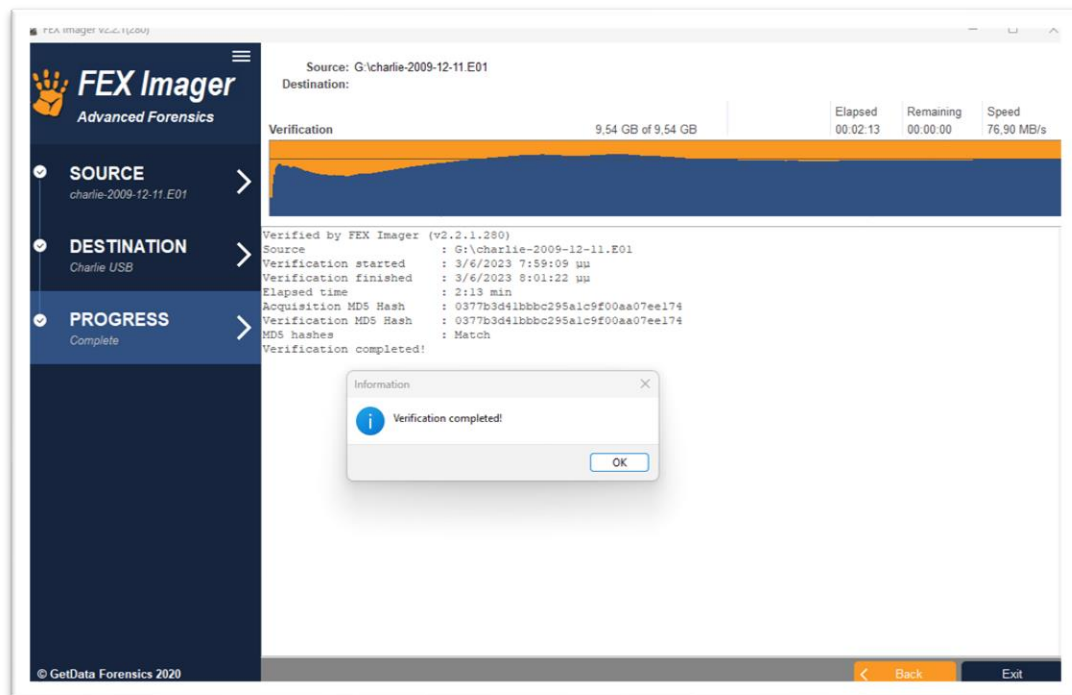 FEX Imager v2.2.1(280)
FEX Imager
Advanced Forensics
SOURCE
charlie-2009-12-11.E01
DESTINATION
Charlie USB
PROGRESS
Complete
© GetData Forensics 2020
Source: G:\charlie-2009-12-11.E01
Destination:
Verification 9,54 GB of 9,54 GB
Elapsed Remaining Speed
00:02:13 00:00:00 76,90 MB/s
Verified by FEX Imager (v2.2.1.280)
Source : G:\charlie-2009-12-11.E01
Verification started : 3/6/2023 7:59:09 μμ
Verification finished : 3/6/2023 8:01:22 μμ
Elapsed time : 2:13 min
Acquisition MD5 Hash : 0377b3d41bbbc295a1c9f00aa07ee174
Verification MD5 Hash : 0377b3d41bbbc295a1c9f00aa07ee174
MD5 hashes : Match
Verification completed!
Information
Verification completed!
OK
Back
Exit